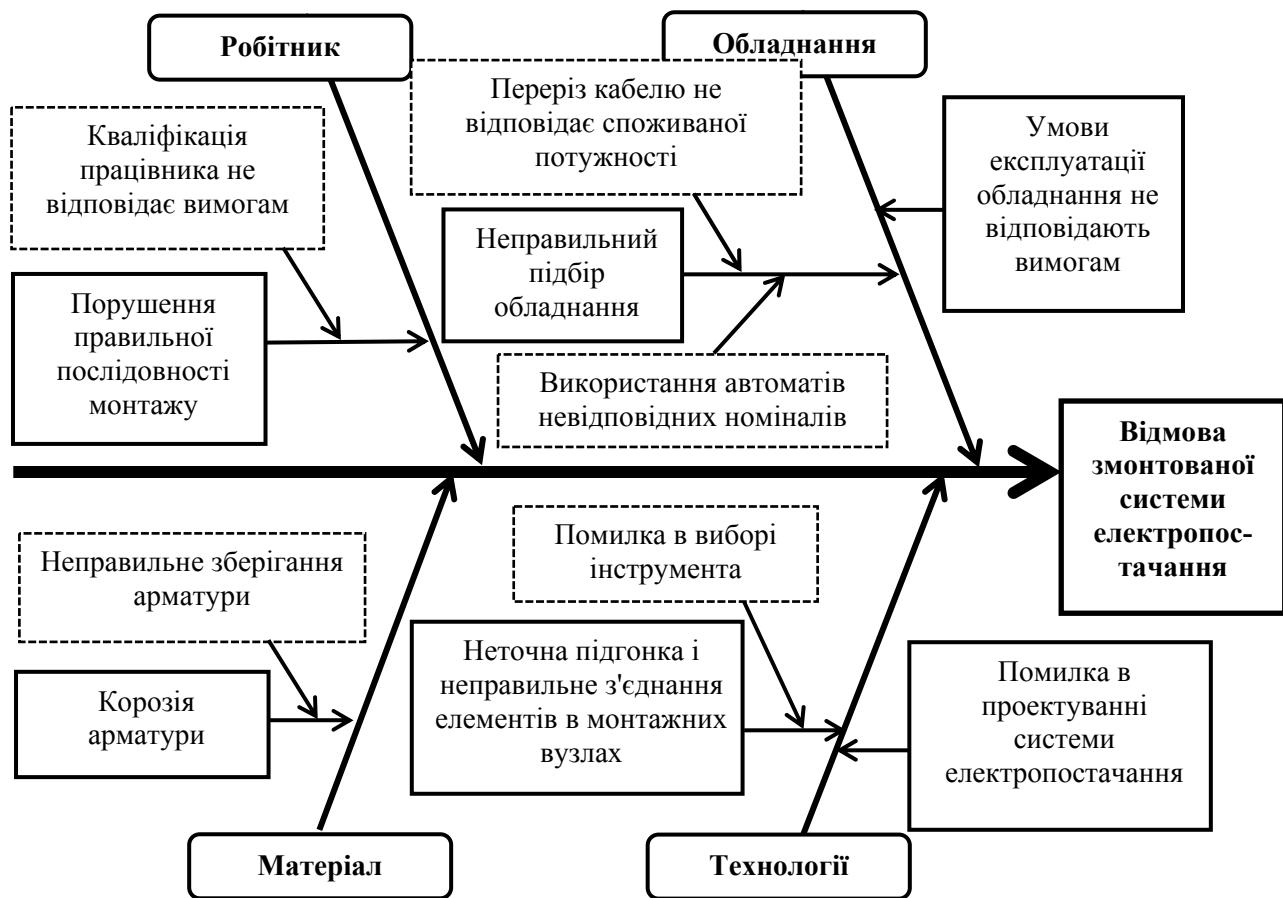 Робітник
Обладнання
Переріз кабелю не
відповідає споживаної
потужності
Кваліфікація
працівника не
відповідає вимогам
Умови
експлуатації
обладнання не
відповідають
вимогам
Неправильний
підбір
обладнання
Порушення
правильної
послідовності
монтажу
Використання автоматів
невідповідних номіналів
Відмова
змонтованої
системи
електропос-
тачання
Неправильне зберігання
арматури
Помилка в виборі
інструмента
Корозія
арматури
Неточна підгонка і
неправильне з'єднання
елементів в монтажних
вузлах
Помилка в
проектуванні
системи
електропостачання
Матеріал
Технології